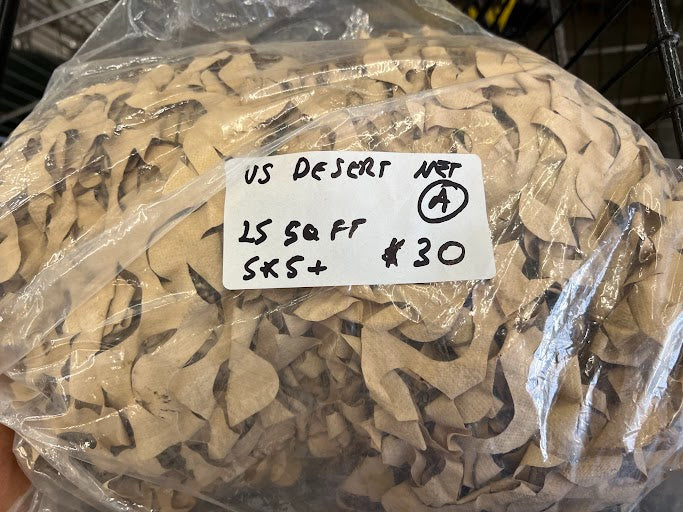 US DESERT NET
A
25 SQ FT
5x5+ $30